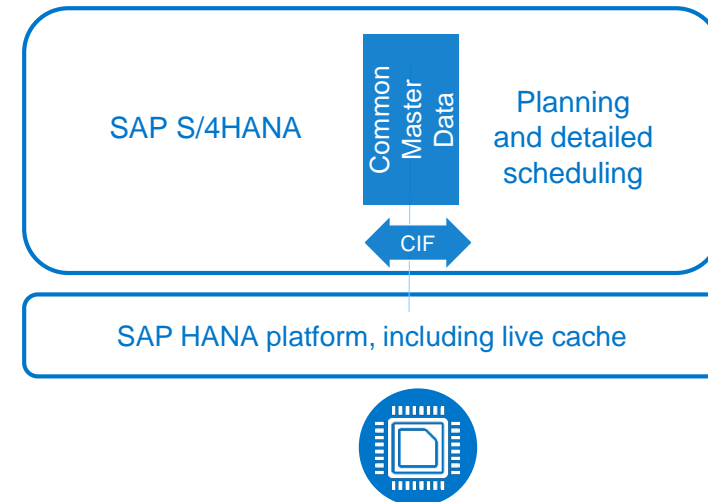 SAP S/4HANA
Common
Master
Data
Planning
and detailed
scheduling
CIF
SAP HANA platform, including live cache